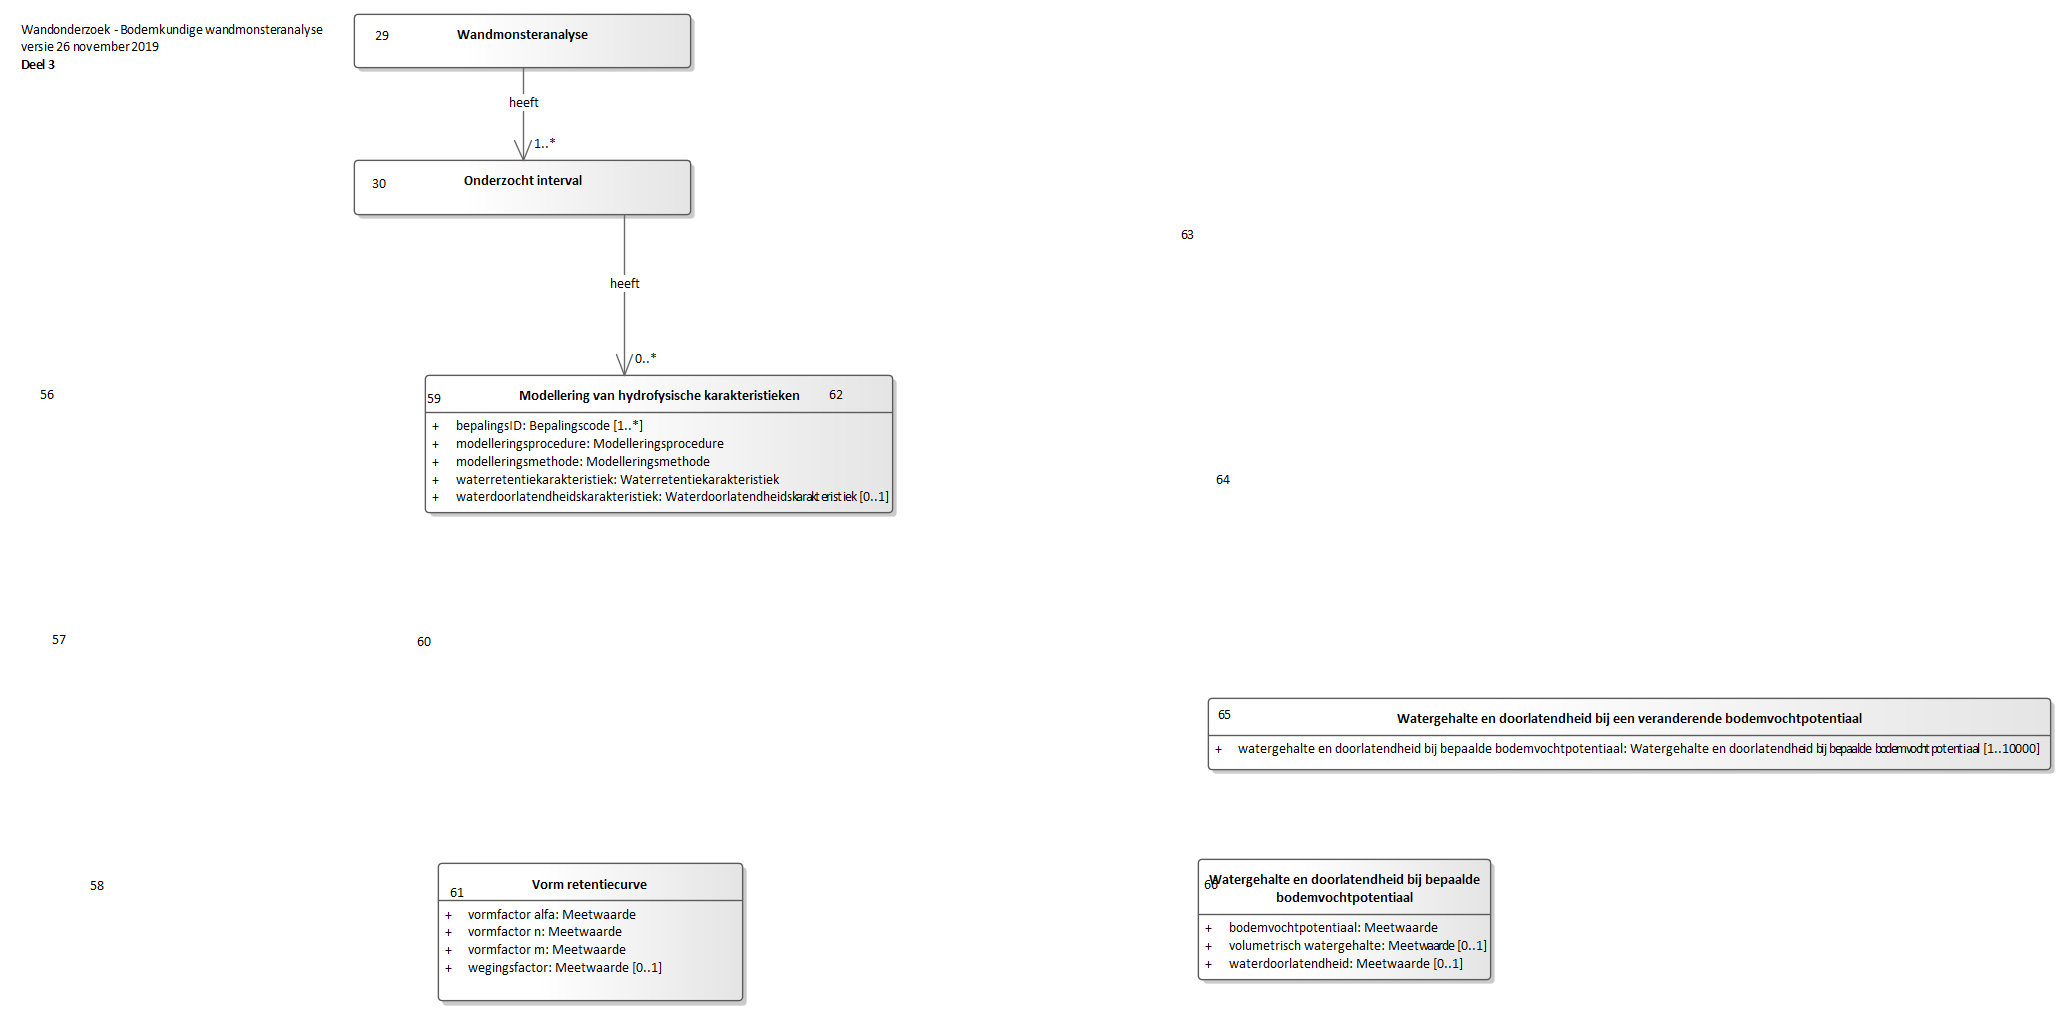 Wandonderzoek - Bodemkundige wandmonsteranalyse
versie 26 november 2019
Deel 3
29
Wandmonsteranalyse
heeft
1..*
30
Onderzocht interval
63
heeft
0..*
56
59
Modellering van hydrofysische karakteristieken
62
+ bepalingsID: Bepalingscode [1..*]
+ modelleringsprocedure: Modelleringsprocedure
+ modelleringsmethode: Modelleringsmethode
+ waterretentiekarakteristiek: Waterretentiekarakteristiek
+ waterdoorlatendheidskarakteristiek: Waterdoorlatendheidskarakteristiek [0..1]
64
57
60
65
Watergehalte en doorlatendheid bij een veranderende bodemvochtpotentiaal
+ watergehalte en doorlatendheid bij bepaalde bodemvochtpotentiaal: Watergehalte en doorlatendheid bij bepaalde bodemvochtpotentiaal [1..10000]
58
61
Vorm retentiecurve
+ vormfactor alfa: Meetwaarde
+ vormfactor n: Meetwaarde
+ vormfactor m: Meetwaarde
+ wegingsfactor: Meetwaarde [0..1]
66
Watergehalte en doorlatendheid bij bepaalde
bodemvochtpotentiaal
+ bodemvochtpotentiaal: Meetwaarde
+ volumetrisch watergehalte: Meetwaarde [0..1]
+ waterdoorlatendheid: Meetwaarde [0..1]